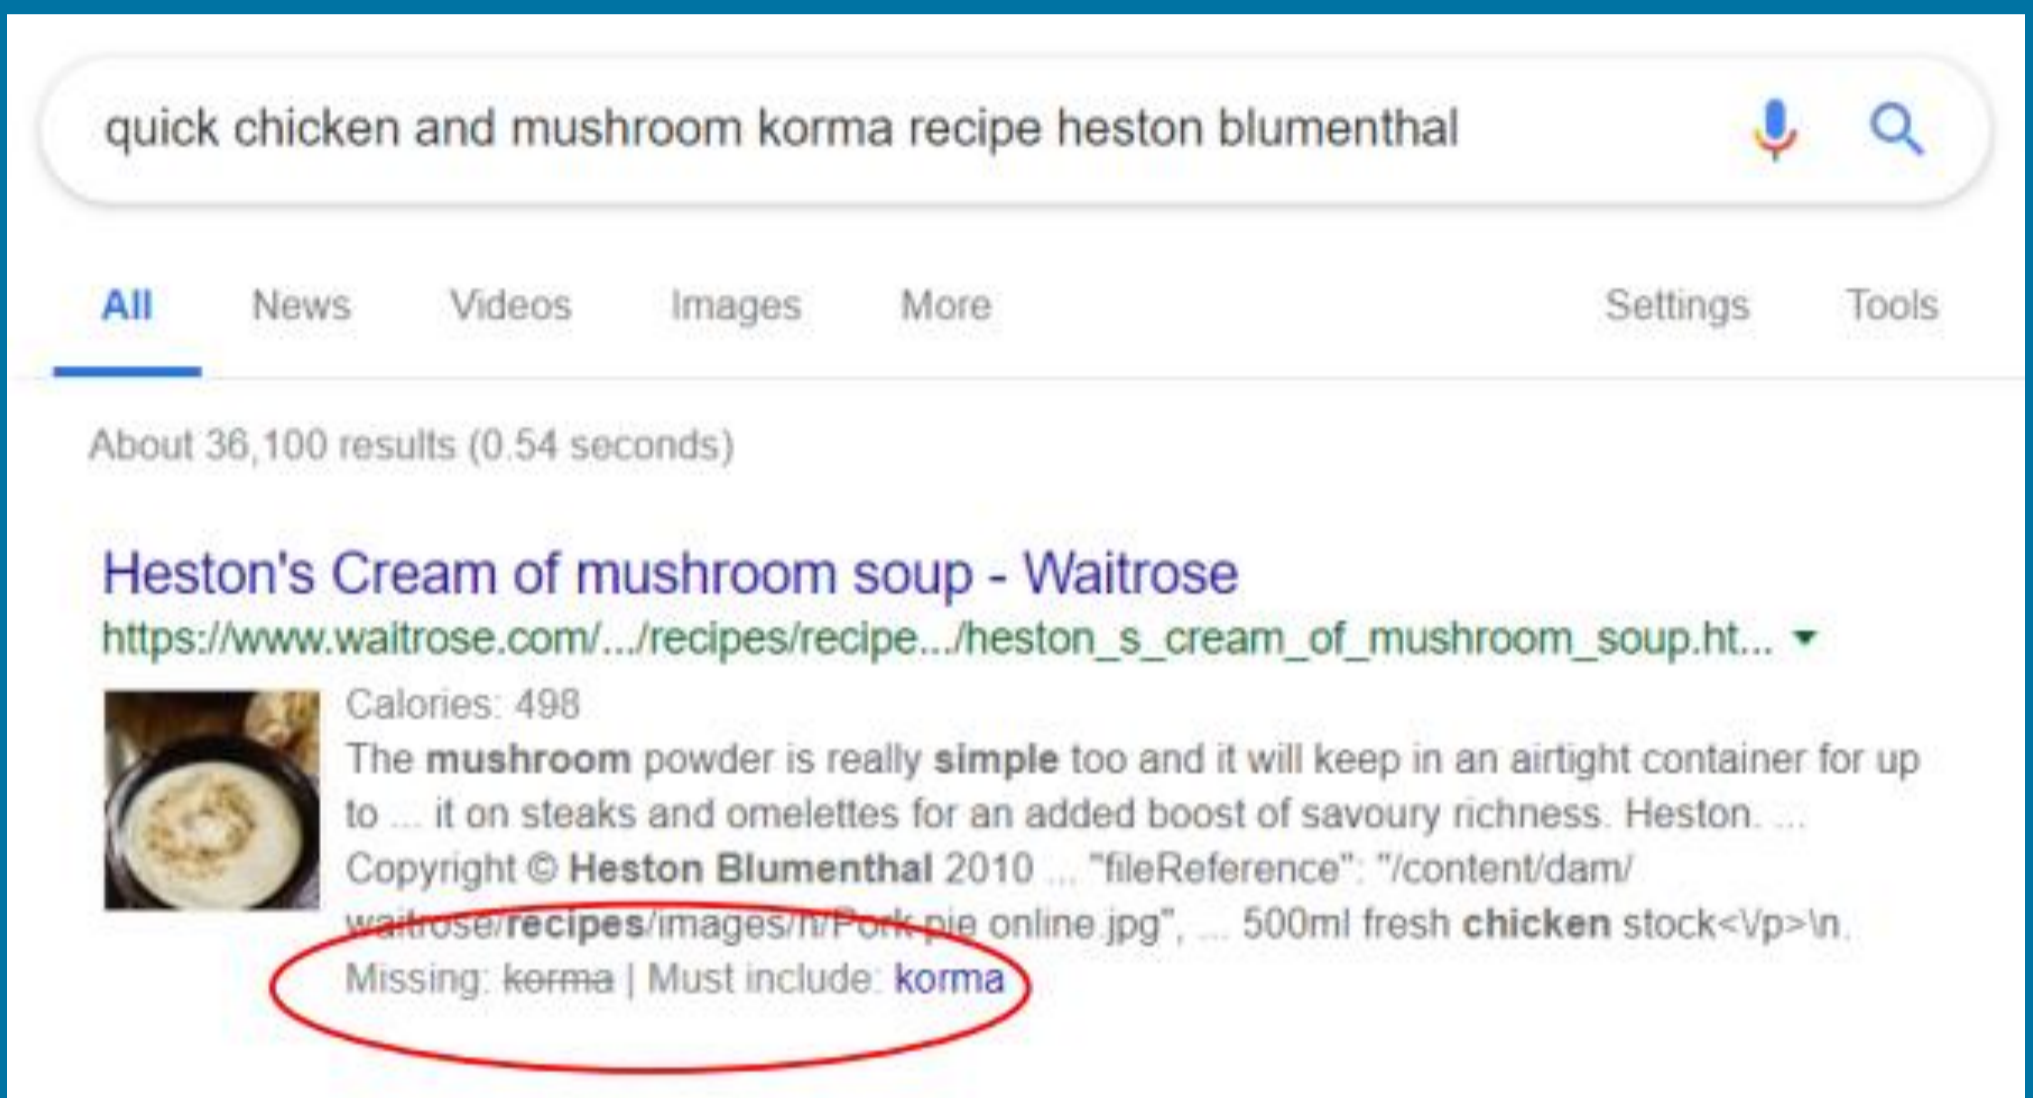 quick chicken and mushroom korma recipe heston blumenthal
All News Videos Images More Settings Tools
About 36,100 results (0.54 seconds)
Heston's Cream of mushroom soup - Waitrose
https://www.waitrose.com/.../recipes/recipe.../heston_s_cream_of_mushroom_soup.ht...
Calories: 498
The mushroom powder is really simple too and it will keep in an airtight container for up
to ... it on steaks and omelettes for an added boost of savoury richness. Heston. ...
Copyright © Heston Blumenthal 2010 ... "fileReference": "/content/dam/
waitrose/recipes/images/h/Pork pie online.jpg", ... 500ml fresh chicken stock<\/p>\n.
Missing: korma | Must include: korma